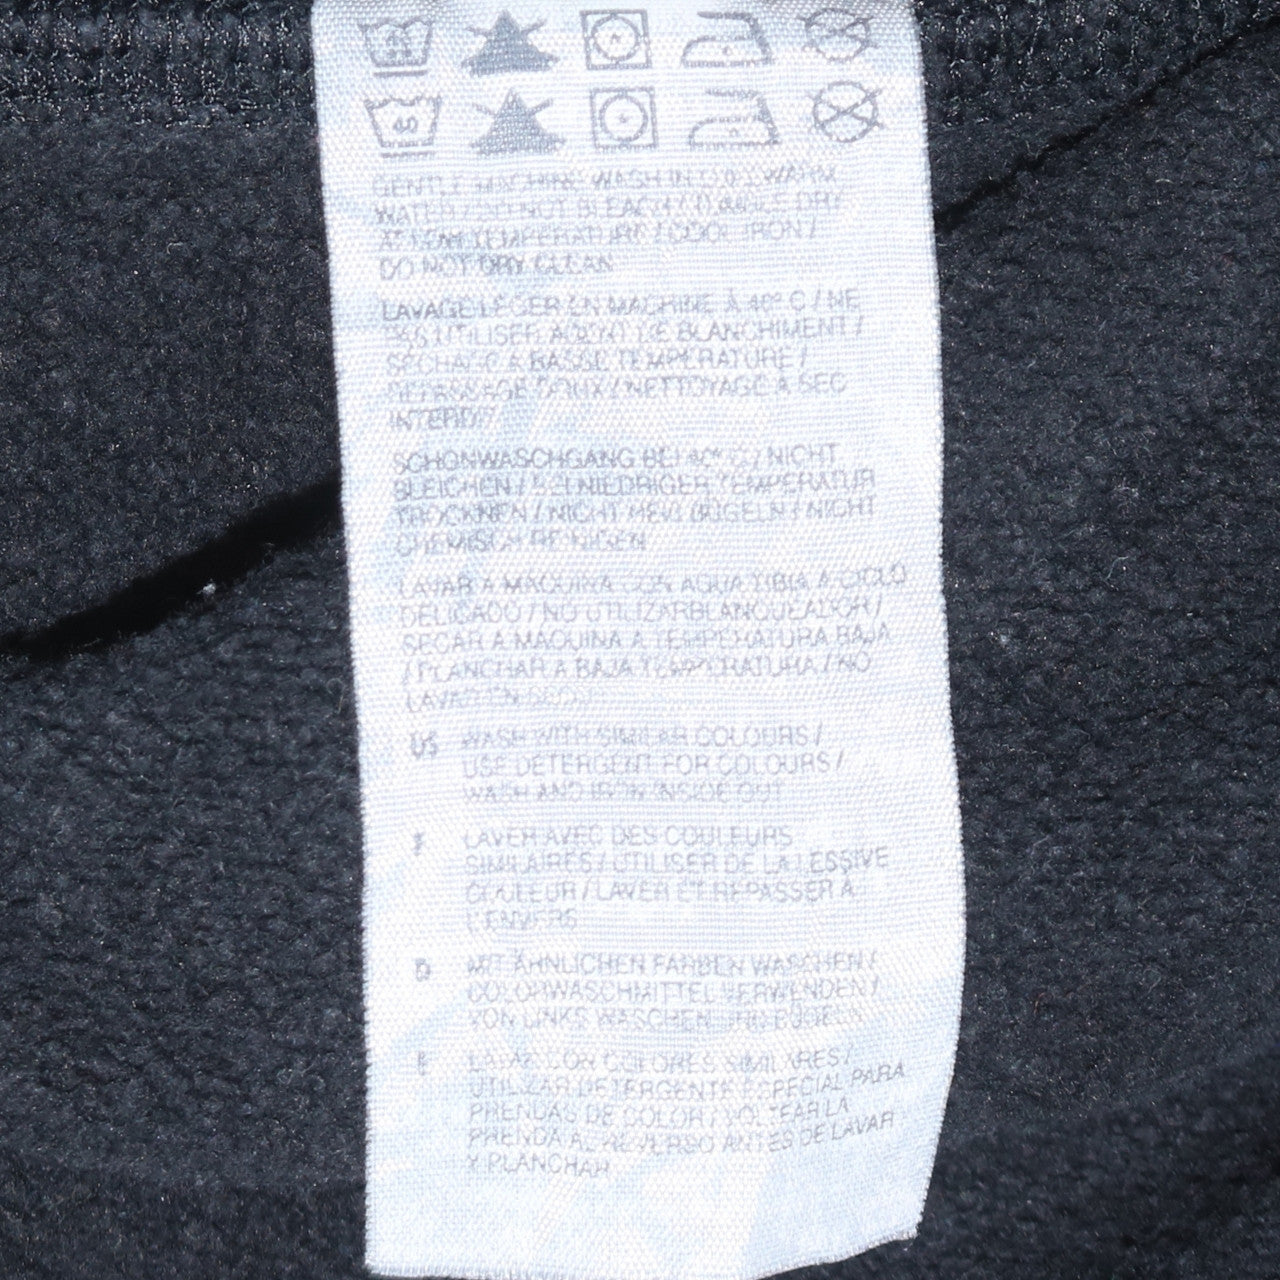 GENTLE MACHINE WASH IN WARM
WATER / DO NOT BLEACH / TUMBLE DRY
AT LOW TEMPERATURE / COOL IRON /
DO NOT DRY CLEAN
LAVAGE LÉGER EN MACHINE À 40° C / NE
PAS UTILISER AGENT DE BLANCHIMENT /
SÉCHAGE À BASSE TEMPÉRATURE /
REPASSAGE DOUX / NETTOYAGE À SEC
INTERDIT
SCHONWASCHGANG BEI 40° C / NICHT
BLEICHEN / BEI NIEDRIGER TEMPERATUR
TROCKNEN / NICHT HEIß BÜGELN / NICHT
CHEMISCH REINIGEN
LAVAR A MÁQUINA CON AGUA TIBIA A CICLO
DELICADO / NO UTILIZAR BLANQUEADOR /
SECAR A MÁQUINA A TEMPERATURA BAJA
/ PLANCHAR A BAJA TEMPERATURA / NO
LAVAR EN SECO
US WASH WITH SIMILAR COLOURS /
USE DETERGENT FOR COLOURS /
WASH AND IRON INSIDE OUT
F LAVER AVEC DES COULEURS
SIMILAIRES / UTILISER DE LA LESSIVE
COULEUR / LAVER ET REPASSER À
L'ENVERS
D MIT ÄHNLICHEN FARBEN WASCHEN /
COLORWASCHMITTEL VERWENDEN /
VON LINKS WASCHEN UND BÜGELN
E LAVAR CON COLORES SIMILARES /
UTILIZAR DETERGENTE ESPECIAL PARA
PRENDAS DE COLOR / VOLTEAR LA
PRENDA AL REVERSO ANTES DE LAVAR
Y PLANCHAR